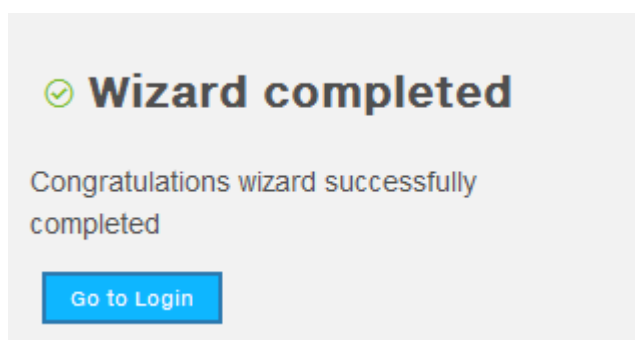 Wizard completed
Congratulations wizard successfully
completed
Go to Login